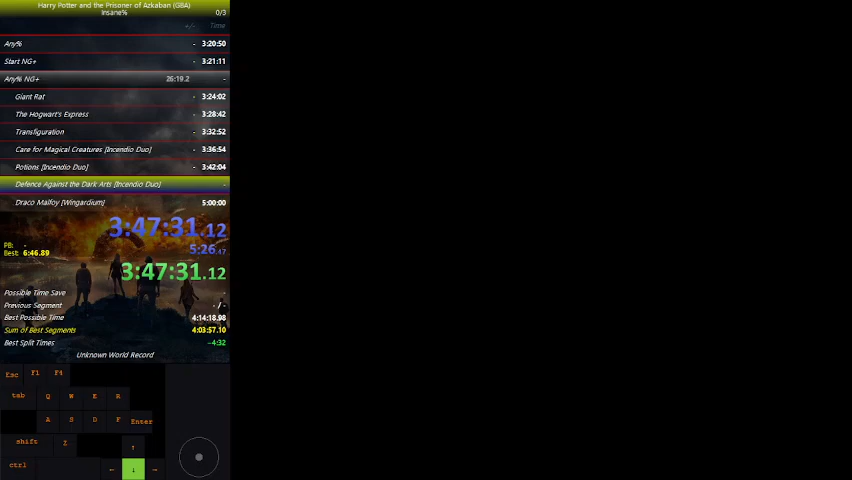 Harry Potter and the Prisoner of Azkaban (GBA)
Insane% 0/3
+/- Time
Any% - 3:20:50
Start NG+ - 3:21:11
Any% NG+ 26:19.2 -
Giant Rat - 3:24:02
The Hogwart's Express - 3:28:42
Transfiguration - 3:32:52
Care for Magical Creatures [Incendio Duo] - 3:36:54
Potions [Incendio Duo] - 3:42:04
Defence Against the Dark Arts [Incendio Duo] -
Draco Malfoy [Wingardium] 5:00:00
3:47:31.12
PB: -
5:26.47
Best: 6:46.89
3:47:31.12
Possible Time Save -
Previous Segment - / -
Best Possible Time 4:14:18.98
Sum of Best Segments 4:03:57.10
Best Split Times -4:32
Unknown World Record
Esc F1 F4
tab Q W E R
A S D F Enter
shift Z ↑
ctrl ← ↓ →